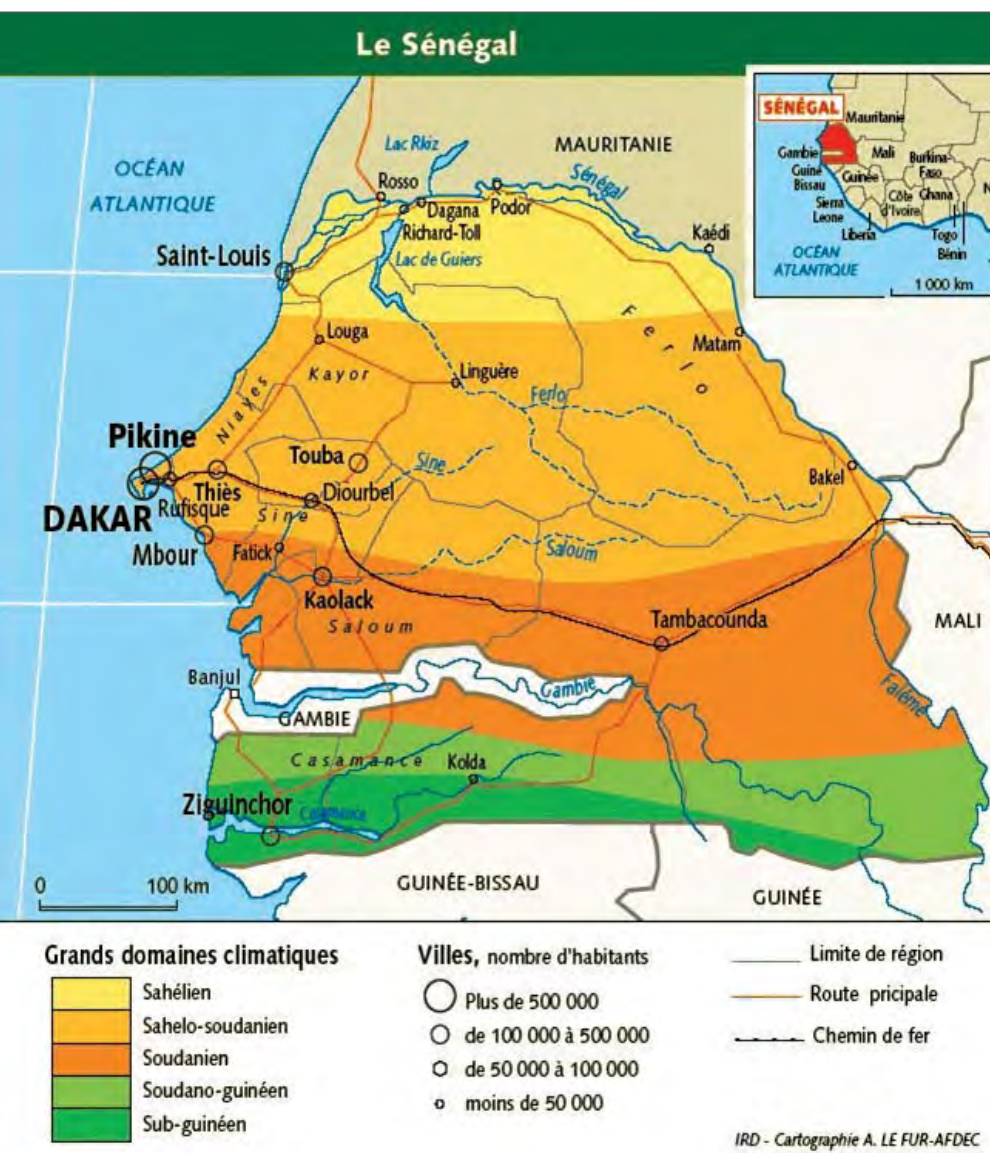 Le Sénégal
OCÉAN
ATLANTIQUE
Lac Rkiz
MAURITANIE
Sénégal
Rosso
Dagana
Podor
Richard-Toll
Kaédi
Saint-Louis
Lac de Guiers
Louga
Ferlo
Matam
Kayor
Linguère
Niayes
Ferlo
Pikine
Touba
Sine
Bakel
Thiès
Diourbel
DAKAR
Rufisque
Sine
Mbour
Fatick
Saloum
Kaolack
Saloum
Tambacounda
MALI
Banjul
Gambie
Falémé
GAMBIE
Casamance
Kolda
Ziguinchor
Casamance
0
100 km
GUINÉE-BISSAU
GUINÉE
SÉNÉGAL
Mauritanie
Gambie
Mali
Burkina-
Faso
Guiné
Bissau
Guinée
Côte
d'Ivoire
Ghana
N
Sierra
Leone
Liberia
Togo
Bénin
OCÉAN
ATLANTIQUE
1 000 km
Grands domaines climatiques
Sahélien
Sahelo-soudanien
Soudanien
Soudano-guinéen
Sub-guinéen
Villes, nombre d'habitants
Plus de 500 000
de 100 000 à 500 000
de 50 000 à 100 000
moins de 50 000
Limite de région
Route pricipale
Chemin de fer
IRD - Cartographie A. LE FUR-AFDEC